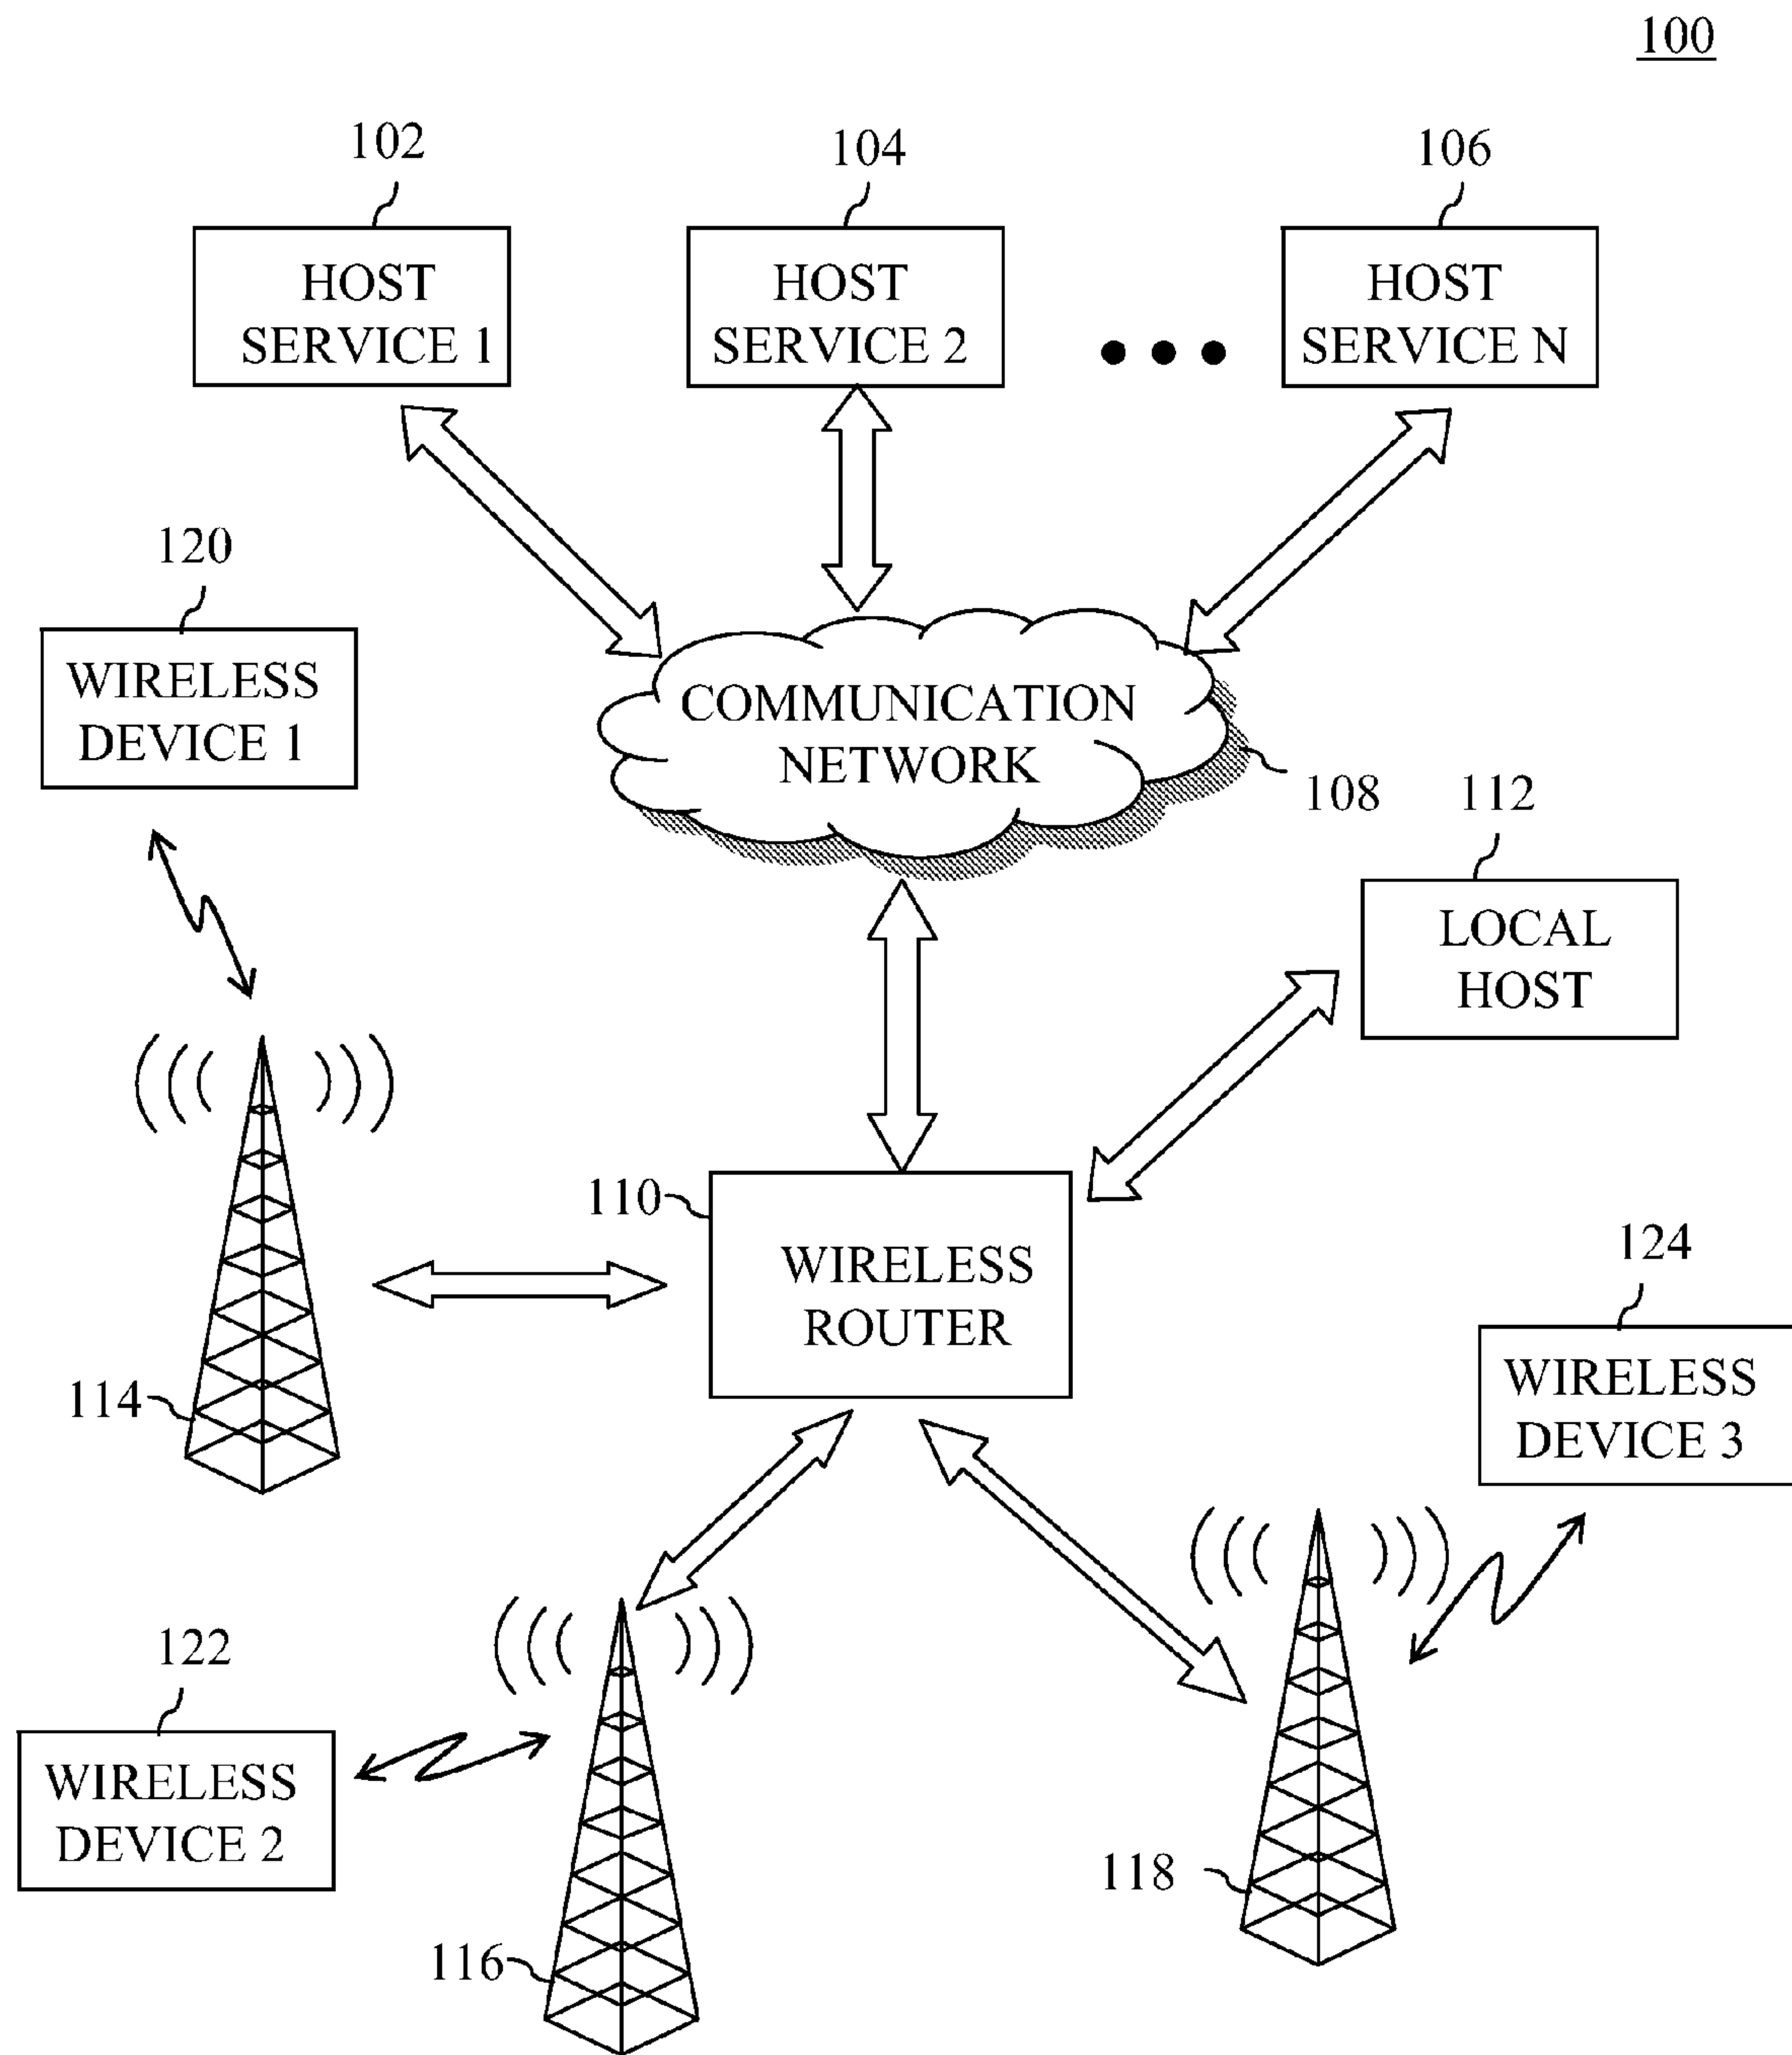 100
102
104
106
HOST
SERVICE 1
HOST
SERVICE 2
HOST
SERVICE N
120
WIRELESS
DEVICE 1
COMMUNICATION
NETWORK
108
112
LOCAL
HOST
110
WIRELESS
ROUTER
124
WIRELESS
DEVICE 3
114
122
WIRELESS
DEVICE 2
118
116